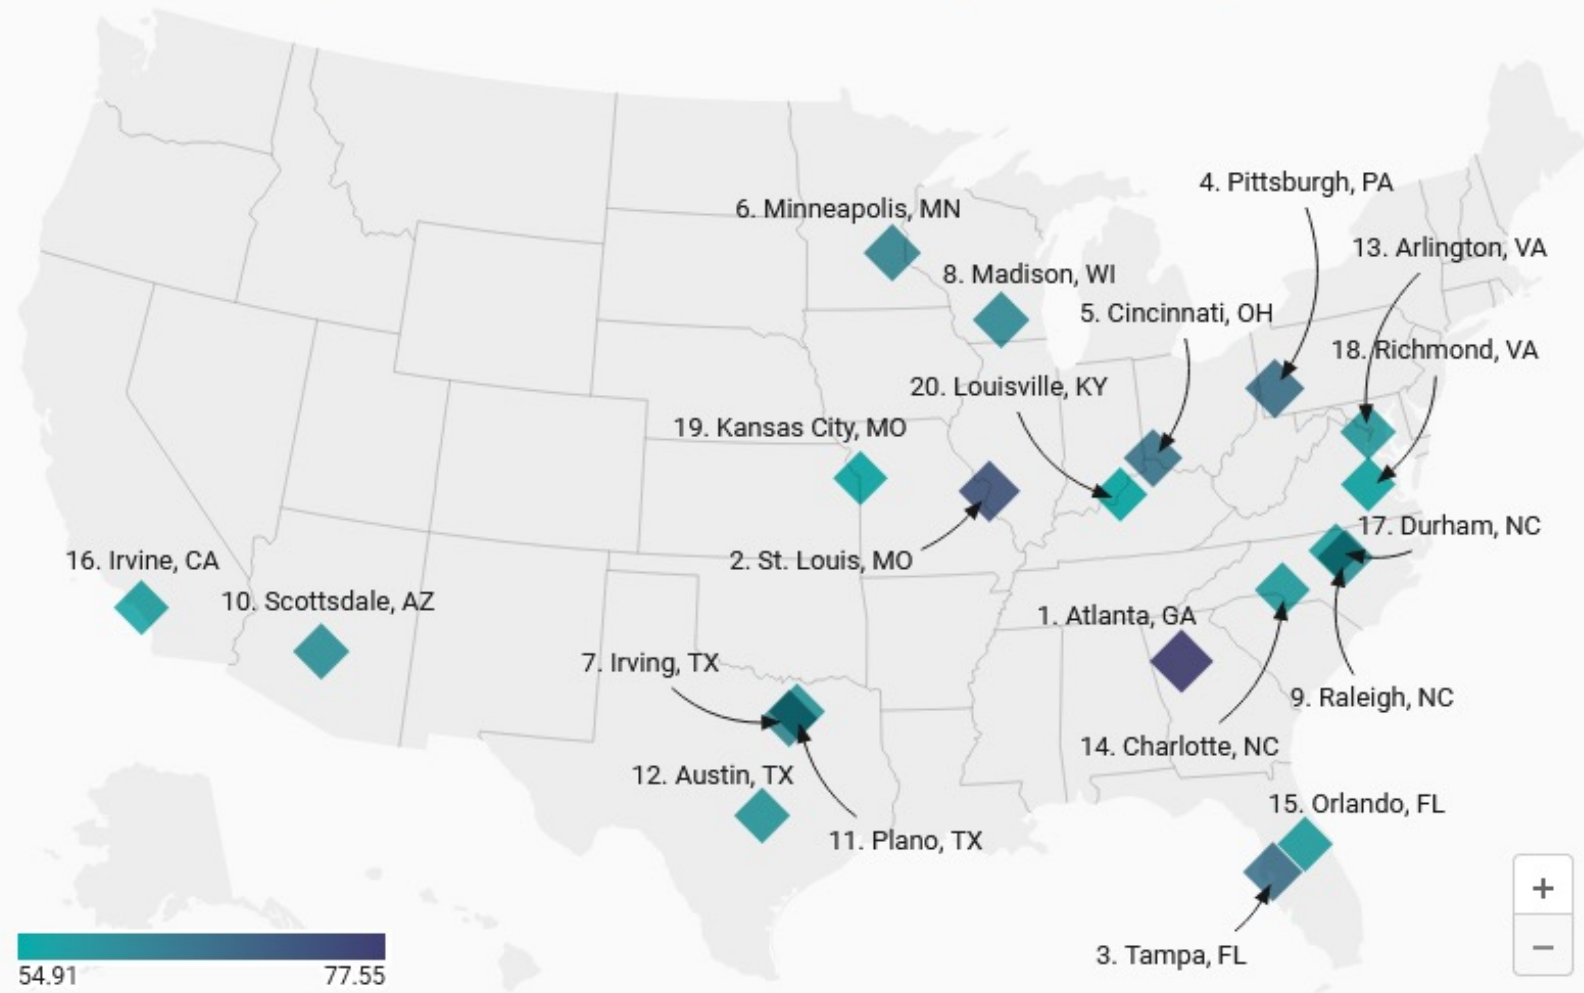 4. Pittsburgh, PA
6. Minneapolis, MN
13. Arlington, VA
8. Madison, WI
5. Cincinnati, OH
18. Richmond, VA
20. Louisville, KY
19. Kansas City, MO
17. Durham, NC
16. Irvine, CA
2. St. Louis, MO
10. Scottsdale, AZ
1. Atlanta, GA
7. Irving, TX
9. Raleigh, NC
14. Charlotte, NC
12. Austin, TX
15. Orlando, FL
11. Plano, TX
3. Tampa, FL
54.91 77.55
+
−